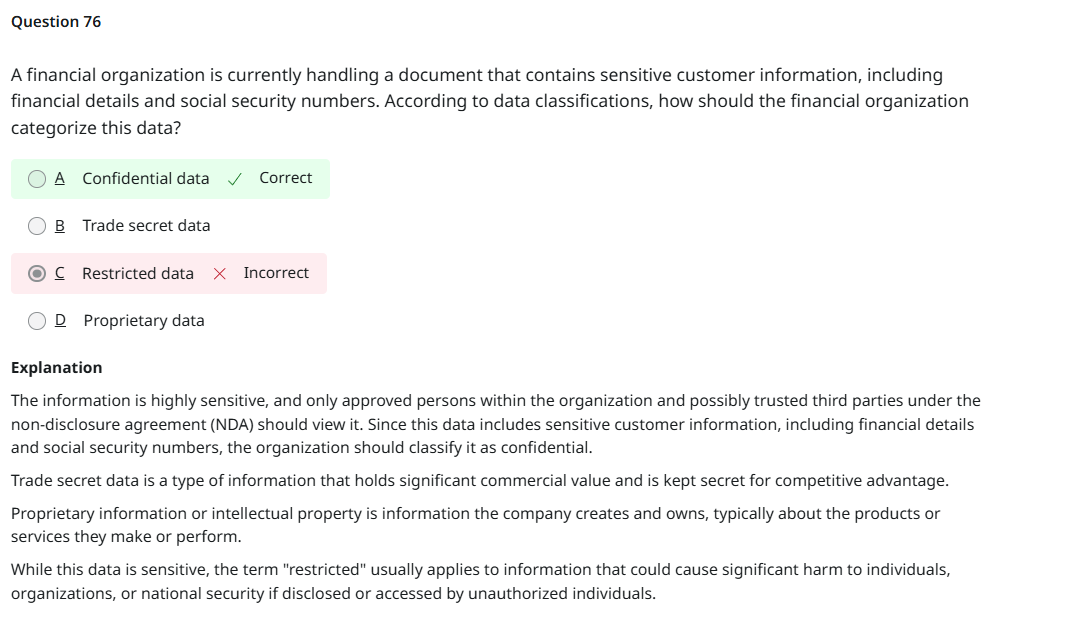 Question 76
A financial organization is currently handling a document that contains sensitive customer information, including
financial details and social security numbers. According to data classifications, how should the financial organization
categorize this data?
A Confidential data ✓ Correct
B Trade secret data
C Restricted data ✗ Incorrect
D Proprietary data
Explanation
The information is highly sensitive, and only approved persons within the organization and possibly trusted third parties under the
non-disclosure agreement (NDA) should view it. Since this data includes sensitive customer information, including financial details
and social security numbers, the organization should classify it as confidential.
Trade secret data is a type of information that holds significant commercial value and is kept secret for competitive advantage.
Proprietary information or intellectual property is information the company creates and owns, typically about the products or
services they make or perform.
While this data is sensitive, the term "restricted" usually applies to information that could cause significant harm to individuals,
organizations, or national security if disclosed or accessed by unauthorized individuals.